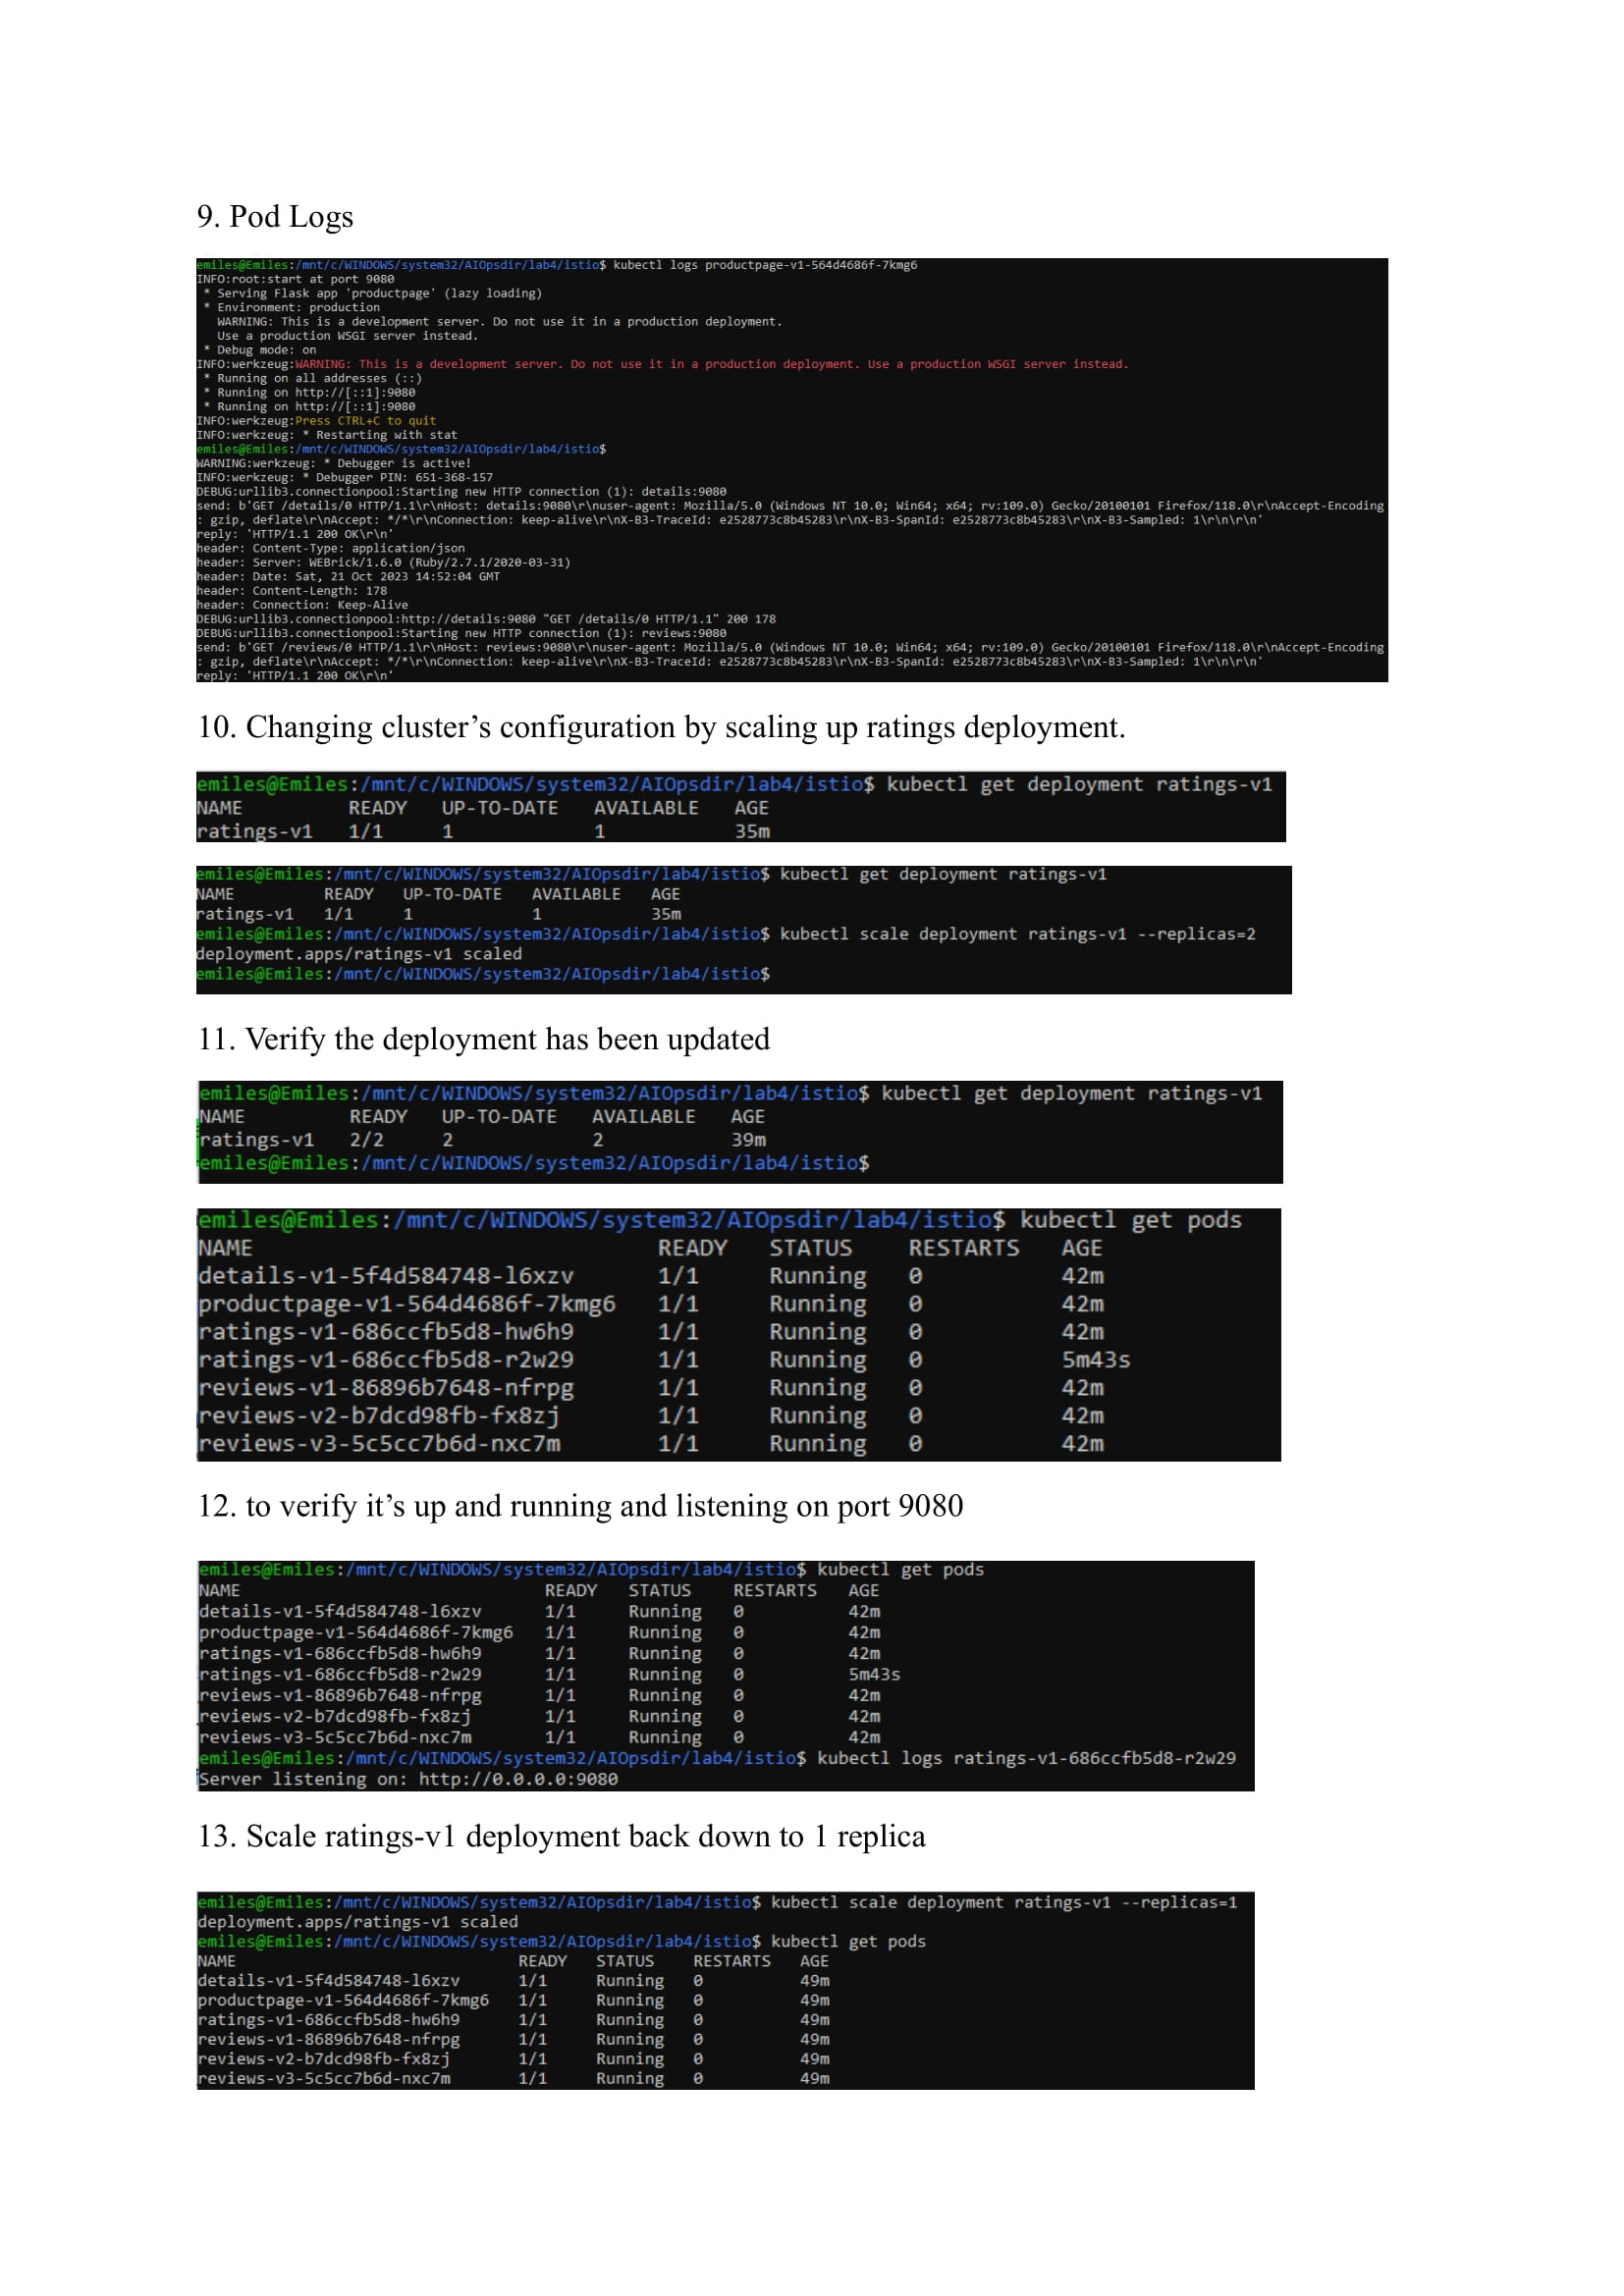 9. Pod Logs
emiles@Emiles:/mnt/c/WINDOWS/system32/AIOpsdir/lab4/istio$ kubectl logs productpage-v1-564d4686f-7kmg6
INFO:root:start at port 9080
 * Serving Flask app 'productpage' (lazy loading)
 * Environment: production
   WARNING: This is a development server. Do not use it in a production deployment.
   Use a production WSGI server instead.
 * Debug mode: on
INFO:werkzeug:WARNING: This is a development server. Do not use it in a production deployment. Use a production WSGI server instead.
 * Running on all addresses (::)
 * Running on http://[::1]:9080
 * Running on http://[::1]:9080
INFO:werkzeug:Press CTRL+C to quit
INFO:werkzeug: * Restarting with stat
emiles@Emiles:/mnt/c/WINDOWS/system32/AIOpsdir/lab4/istio$
WARNING:werkzeug: * Debugger is active!
INFO:werkzeug: * Debugger PIN: 651-368-157
DEBUG:urllib3.connectionpool:Starting new HTTP connection (1): details:9080
send: b'GET /details/0 HTTP/1.1\r\nHost: details:9080\r\nuser-agent: Mozilla/5.0 (Windows NT 10.0; Win64; x64; rv:109.0) Gecko/20100101 Firefox/118.0\r\nAccept-Encoding
: gzip, deflate\r\nAccept: */*\r\nConnection: keep-alive\r\nX-B3-TraceId: e2528773c8b45283\r\nX-B3-SpanId: e2528773c8b45283\r\nX-B3-Sampled: 1\r\n\r\n'
reply: 'HTTP/1.1 200 OK\r\n'
header: Content-Type: application/json
header: Server: WEBrick/1.6.0 (Ruby/2.7.1/2020-03-31)
header: Date: Sat, 21 Oct 2023 14:52:04 GMT
header: Content-Length: 178
header: Connection: Keep-Alive
DEBUG:urllib3.connectionpool:http://details:9080 "GET /details/0 HTTP/1.1" 200 178
DEBUG:urllib3.connectionpool:Starting new HTTP connection (1): reviews:9080
send: b'GET /reviews/0 HTTP/1.1\r\nHost: reviews:9080\r\nuser-agent: Mozilla/5.0 (Windows NT 10.0; Win64; x64; rv:109.0) Gecko/20100101 Firefox/118.0\r\nAccept-Encoding
: gzip, deflate\r\nAccept: */*\r\nConnection: keep-alive\r\nX-B3-TraceId: e2528773c8b45283\r\nX-B3-SpanId: e2528773c8b45283\r\nX-B3-Sampled: 1\r\n\r\n'
reply: 'HTTP/1.1 200 OK\r\n'
10. Changing cluster’s configuration by scaling up ratings deployment.
emiles@Emiles:/mnt/c/WINDOWS/system32/AIOpsdir/lab4/istio$ kubectl get deployment ratings-v1
NAME READY UP-TO-DATE AVAILABLE AGE
ratings-v1 1/1 1 1 35m
emiles@Emiles:/mnt/c/WINDOWS/system32/AIOpsdir/lab4/istio$ kubectl get deployment ratings-v1
NAME READY UP-TO-DATE AVAILABLE AGE
ratings-v1 1/1 1 1 35m
emiles@Emiles:/mnt/c/WINDOWS/system32/AIOpsdir/lab4/istio$ kubectl scale deployment ratings-v1 --replicas=2
deployment.apps/ratings-v1 scaled
emiles@Emiles:/mnt/c/WINDOWS/system32/AIOpsdir/lab4/istio$
11. Verify the deployment has been updated
emiles@Emiles:/mnt/c/WINDOWS/system32/AIOpsdir/lab4/istio$ kubectl get deployment ratings-v1
NAME READY UP-TO-DATE AVAILABLE AGE
ratings-v1 2/2 2 2 39m
emiles@Emiles:/mnt/c/WINDOWS/system32/AIOpsdir/lab4/istio$
emiles@Emiles:/mnt/c/WINDOWS/system32/AIOpsdir/lab4/istio$ kubectl get pods
NAME READY STATUS RESTARTS AGE
details-v1-5f4d584748-l6xzv 1/1 Running 0 42m
productpage-v1-564d4686f-7kmg6 1/1 Running 0 42m
ratings-v1-686ccfb5d8-hw6h9 1/1 Running 0 42m
ratings-v1-686ccfb5d8-r2w29 1/1 Running 0 5m43s
reviews-v1-86896b7648-nfrpg 1/1 Running 0 42m
reviews-v2-b7dcd98fb-fx8zj 1/1 Running 0 42m
reviews-v3-5c5cc7b6d-nxc7m 1/1 Running 0 42m
12. to verify it’s up and running and listening on port 9080
emiles@Emiles:/mnt/c/WINDOWS/system32/AIOpsdir/lab4/istio$ kubectl get pods
NAME READY STATUS RESTARTS AGE
details-v1-5f4d584748-l6xzv 1/1 Running 0 42m
productpage-v1-564d4686f-7kmg6 1/1 Running 0 42m
ratings-v1-686ccfb5d8-hw6h9 1/1 Running 0 42m
ratings-v1-686ccfb5d8-r2w29 1/1 Running 0 5m43s
reviews-v1-86896b7648-nfrpg 1/1 Running 0 42m
reviews-v2-b7dcd98fb-fx8zj 1/1 Running 0 42m
reviews-v3-5c5cc7b6d-nxc7m 1/1 Running 0 42m
emiles@Emiles:/mnt/c/WINDOWS/system32/AIOpsdir/lab4/istio$ kubectl logs ratings-v1-686ccfb5d8-r2w29
Server listening on: http://0.0.0.0:9080
13. Scale ratings-v1 deployment back down to 1 replica
emiles@Emiles:/mnt/c/WINDOWS/system32/AIOpsdir/lab4/istio$ kubectl scale deployment ratings-v1 --replicas=1
deployment.apps/ratings-v1 scaled
emiles@Emiles:/mnt/c/WINDOWS/system32/AIOpsdir/lab4/istio$ kubectl get pods
NAME READY STATUS RESTARTS AGE
details-v1-5f4d584748-l6xzv 1/1 Running 0 49m
productpage-v1-564d4686f-7kmg6 1/1 Running 0 49m
ratings-v1-686ccfb5d8-hw6h9 1/1 Running 0 49m
reviews-v1-86896b7648-nfrpg 1/1 Running 0 49m
reviews-v2-b7dcd98fb-fx8zj 1/1 Running 0 49m
reviews-v3-5c5cc7b6d-nxc7m 1/1 Running 0 49m